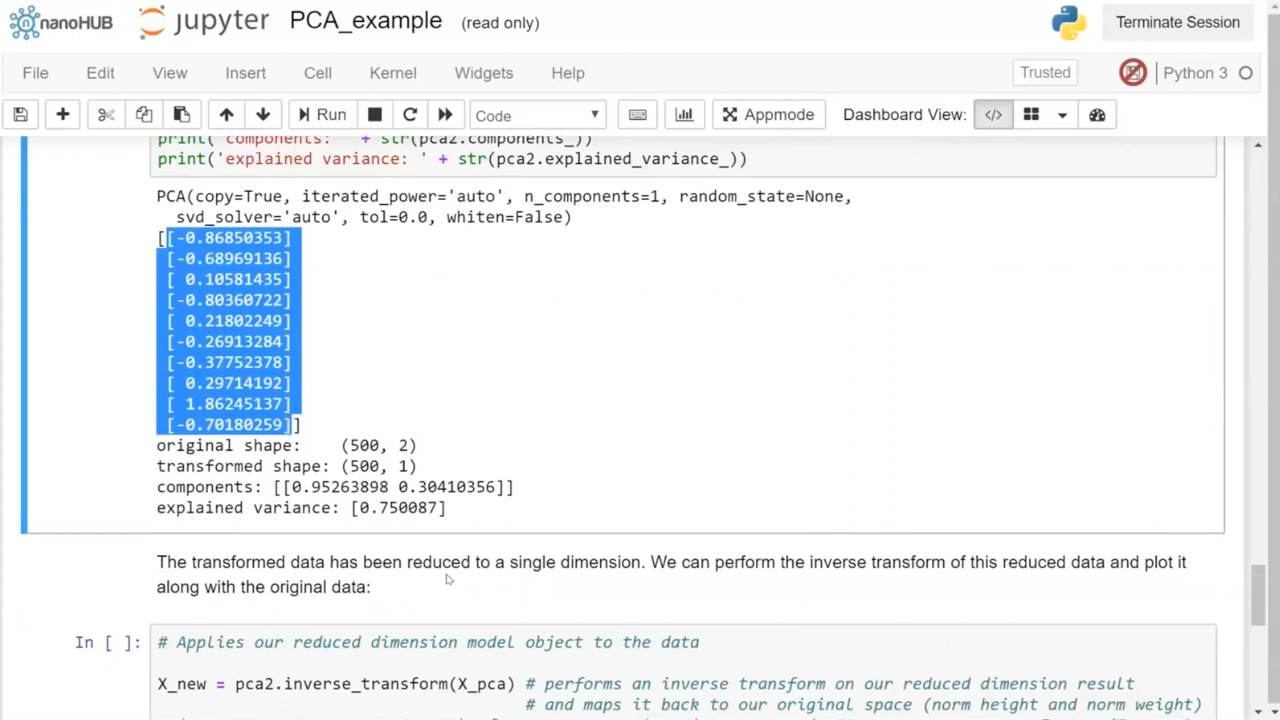 nanoHUB jupyter PCA_example (read only) Terminate Session
File Edit View Insert Cell Kernel Widgets Help Trusted Python 3
Run Code Appmode Dashboard View:
print('components: ' + str(pca2.components_))
print('explained variance: ' + str(pca2.explained_variance_))
PCA(copy=True, iterated_power='auto', n_components=1, random_state=None,
svd_solver='auto', tol=0.0, whiten=False)
[[-0.86850353]
[-0.68969136]
[ 0.10581435]
[-0.80360722]
[ 0.21802249]
[-0.26913284]
[-0.37752378]
[ 0.29714192]
[ 1.86245137]
[-0.70180259]]
original shape: (500, 2)
transformed shape: (500, 1)
components: [[0.95263898 0.30410356]]
explained variance: [0.750087]
The transformed data has been reduced to a single dimension. We can perform the inverse transform of this reduced data and plot it
along with the original data:
In [ ]: # Applies our reduced dimension model object to the data
X_new = pca2.inverse_transform(X_pca) # performs an inverse transform on our reduced dimension result
# and maps it back to our original space (norm height and norm weight)